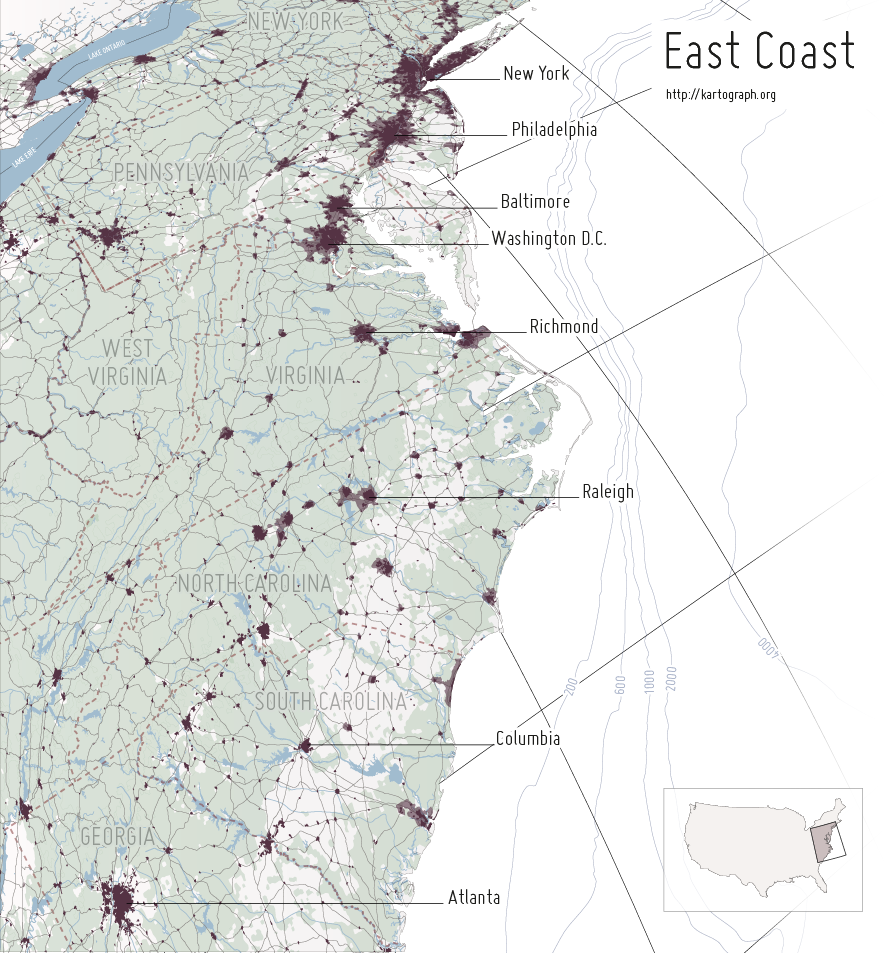 NEW YORK
East Coast
LAKE ONTARIO
New York
http://kartograph.org
Philadelphia
LAKE ERIE
PENNSYLVANIA
Baltimore
Washington D.C.
Richmond
WEST
VIRGINIA
VIRGINIA
Raleigh
NORTH CAROLINA
4000
200
600
1000
2000
SOUTH CAROLINA
Columbia
GEORGIA
Atlanta